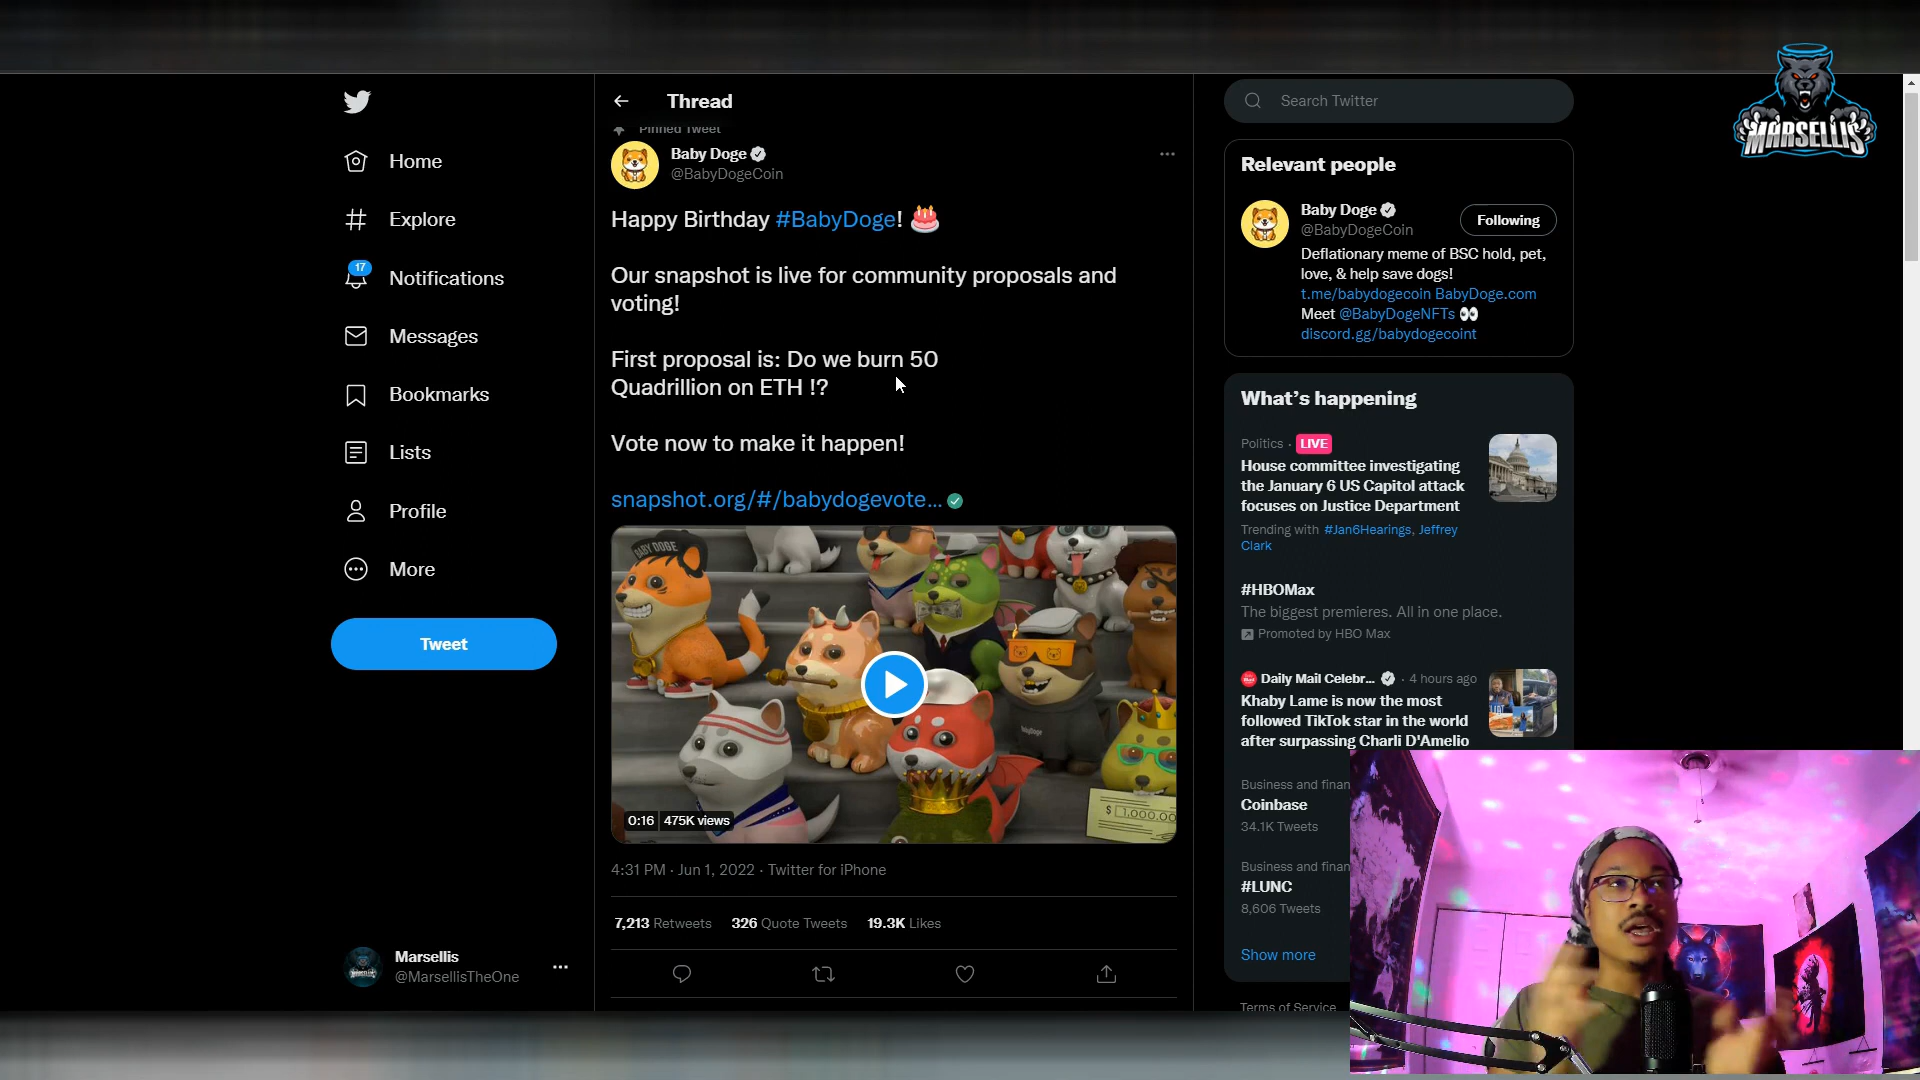 Home
Explore
17
Notifications
Messages
Bookmarks
Lists
Profile
More
Tweet
Marsellis
@MarsellisTheOne
Thread
Pinned Tweet
Baby Doge
@BabyDogeCoin
Happy Birthday #BabyDoge!
Our snapshot is live for community proposals and
voting!
First proposal is: Do we burn 50
Quadrillion on ETH !?
Vote now to make it happen!
snapshot.org/#/babydogevote...
BABY DOGE
BabyDoge
0:16 475K views
4:31 PM · Jun 1, 2022 · Twitter for iPhone
7,213 Retweets 326 Quote Tweets 19.3K Likes
Search Twitter
Relevant people
Baby Doge
@BabyDogeCoin
Following
Deflationary meme of BSC hold, pet,
love, & help save dogs!
t.me/babydogecoin BabyDoge.com
Meet @BabyDogeNFTs
discord.gg/babydogecoint
What's happening
Politics · LIVE
House committee investigating
the January 6 US Capitol attack
focuses on Justice Department
Trending with #Jan6Hearings, Jeffrey
Clark
#HBOMax
The biggest premieres. All in one place.
Promoted by HBO Max
Daily Mail Celebr... · 4 hours ago
Khaby Lame is now the most
followed TikTok star in the world
after surpassing Charli D'Amelio
Business and finan
Coinbase
34.1K Tweets
Business and finan
#LUNC
8,606 Tweets
Show more
Terms of Service
MARSELLIS